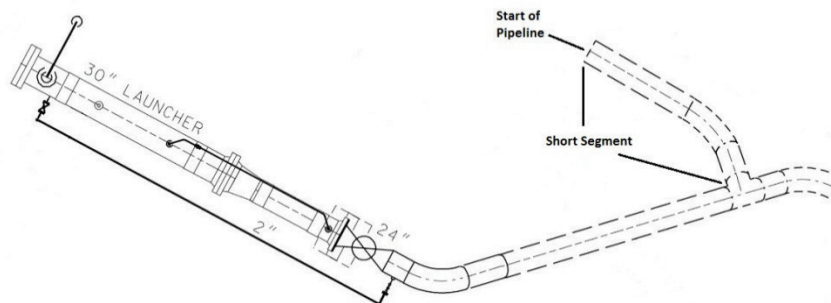 Start of
Pipeline
30" LAUNCHER
Short Segment
2"
24"